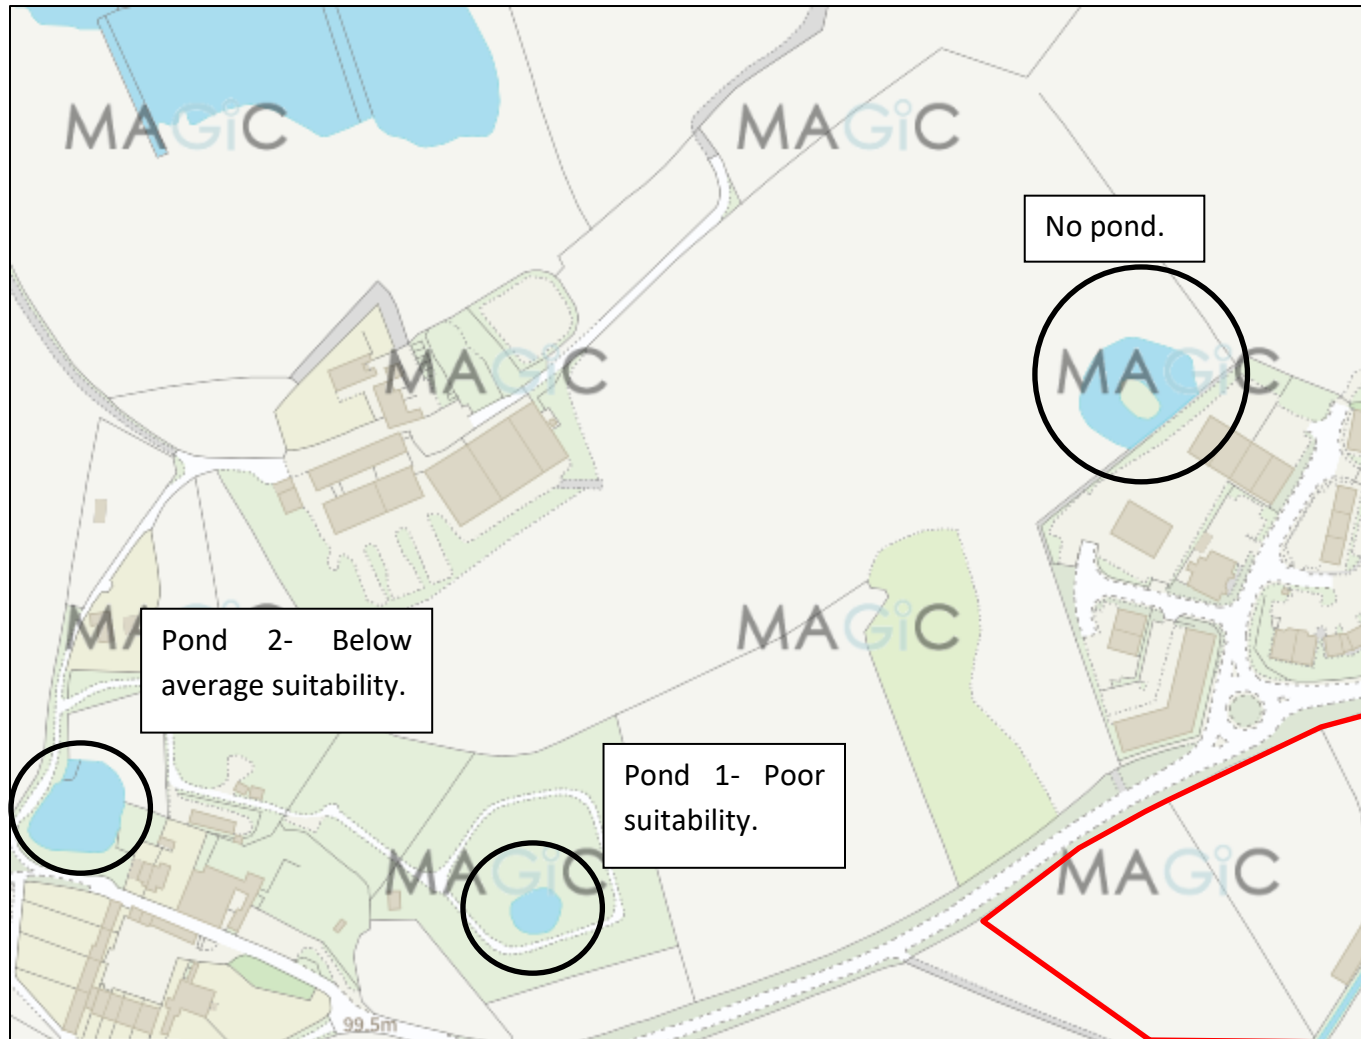 MAGiC
MAGiC
No pond.
MAGiC
MAGiC
MA
MAGiC
Pond 2- Below
average suitability.
Pond 1- Poor
suitability.
MAGiC
MAGiC
99.5m